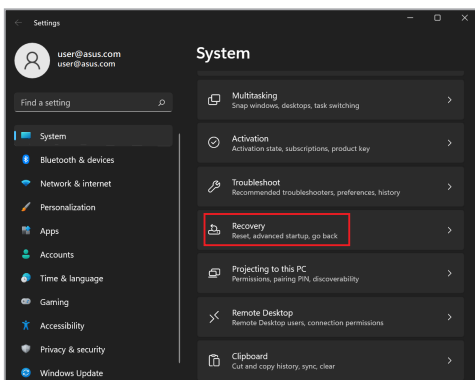 Settings
user@asus.com
user@asus.com
Find a setting
System
Bluetooth & devices
Network & internet
Personalization
Apps
Accounts
Time & language
Gaming
Accessibility
Privacy & security
Windows Update
System
Multitasking
Snap windows, desktops, task switching
Activation
Activation state, subscriptions, product key
Troubleshoot
Recommended troubleshooters, preferences, history
Recovery
Reset, advanced startup, go back
Projecting to this PC
Permissions, pairing PIN, discoverability
Remote Desktop
Remote Desktop users, connection permissions
Clipboard
Cut and copy history, sync, clear